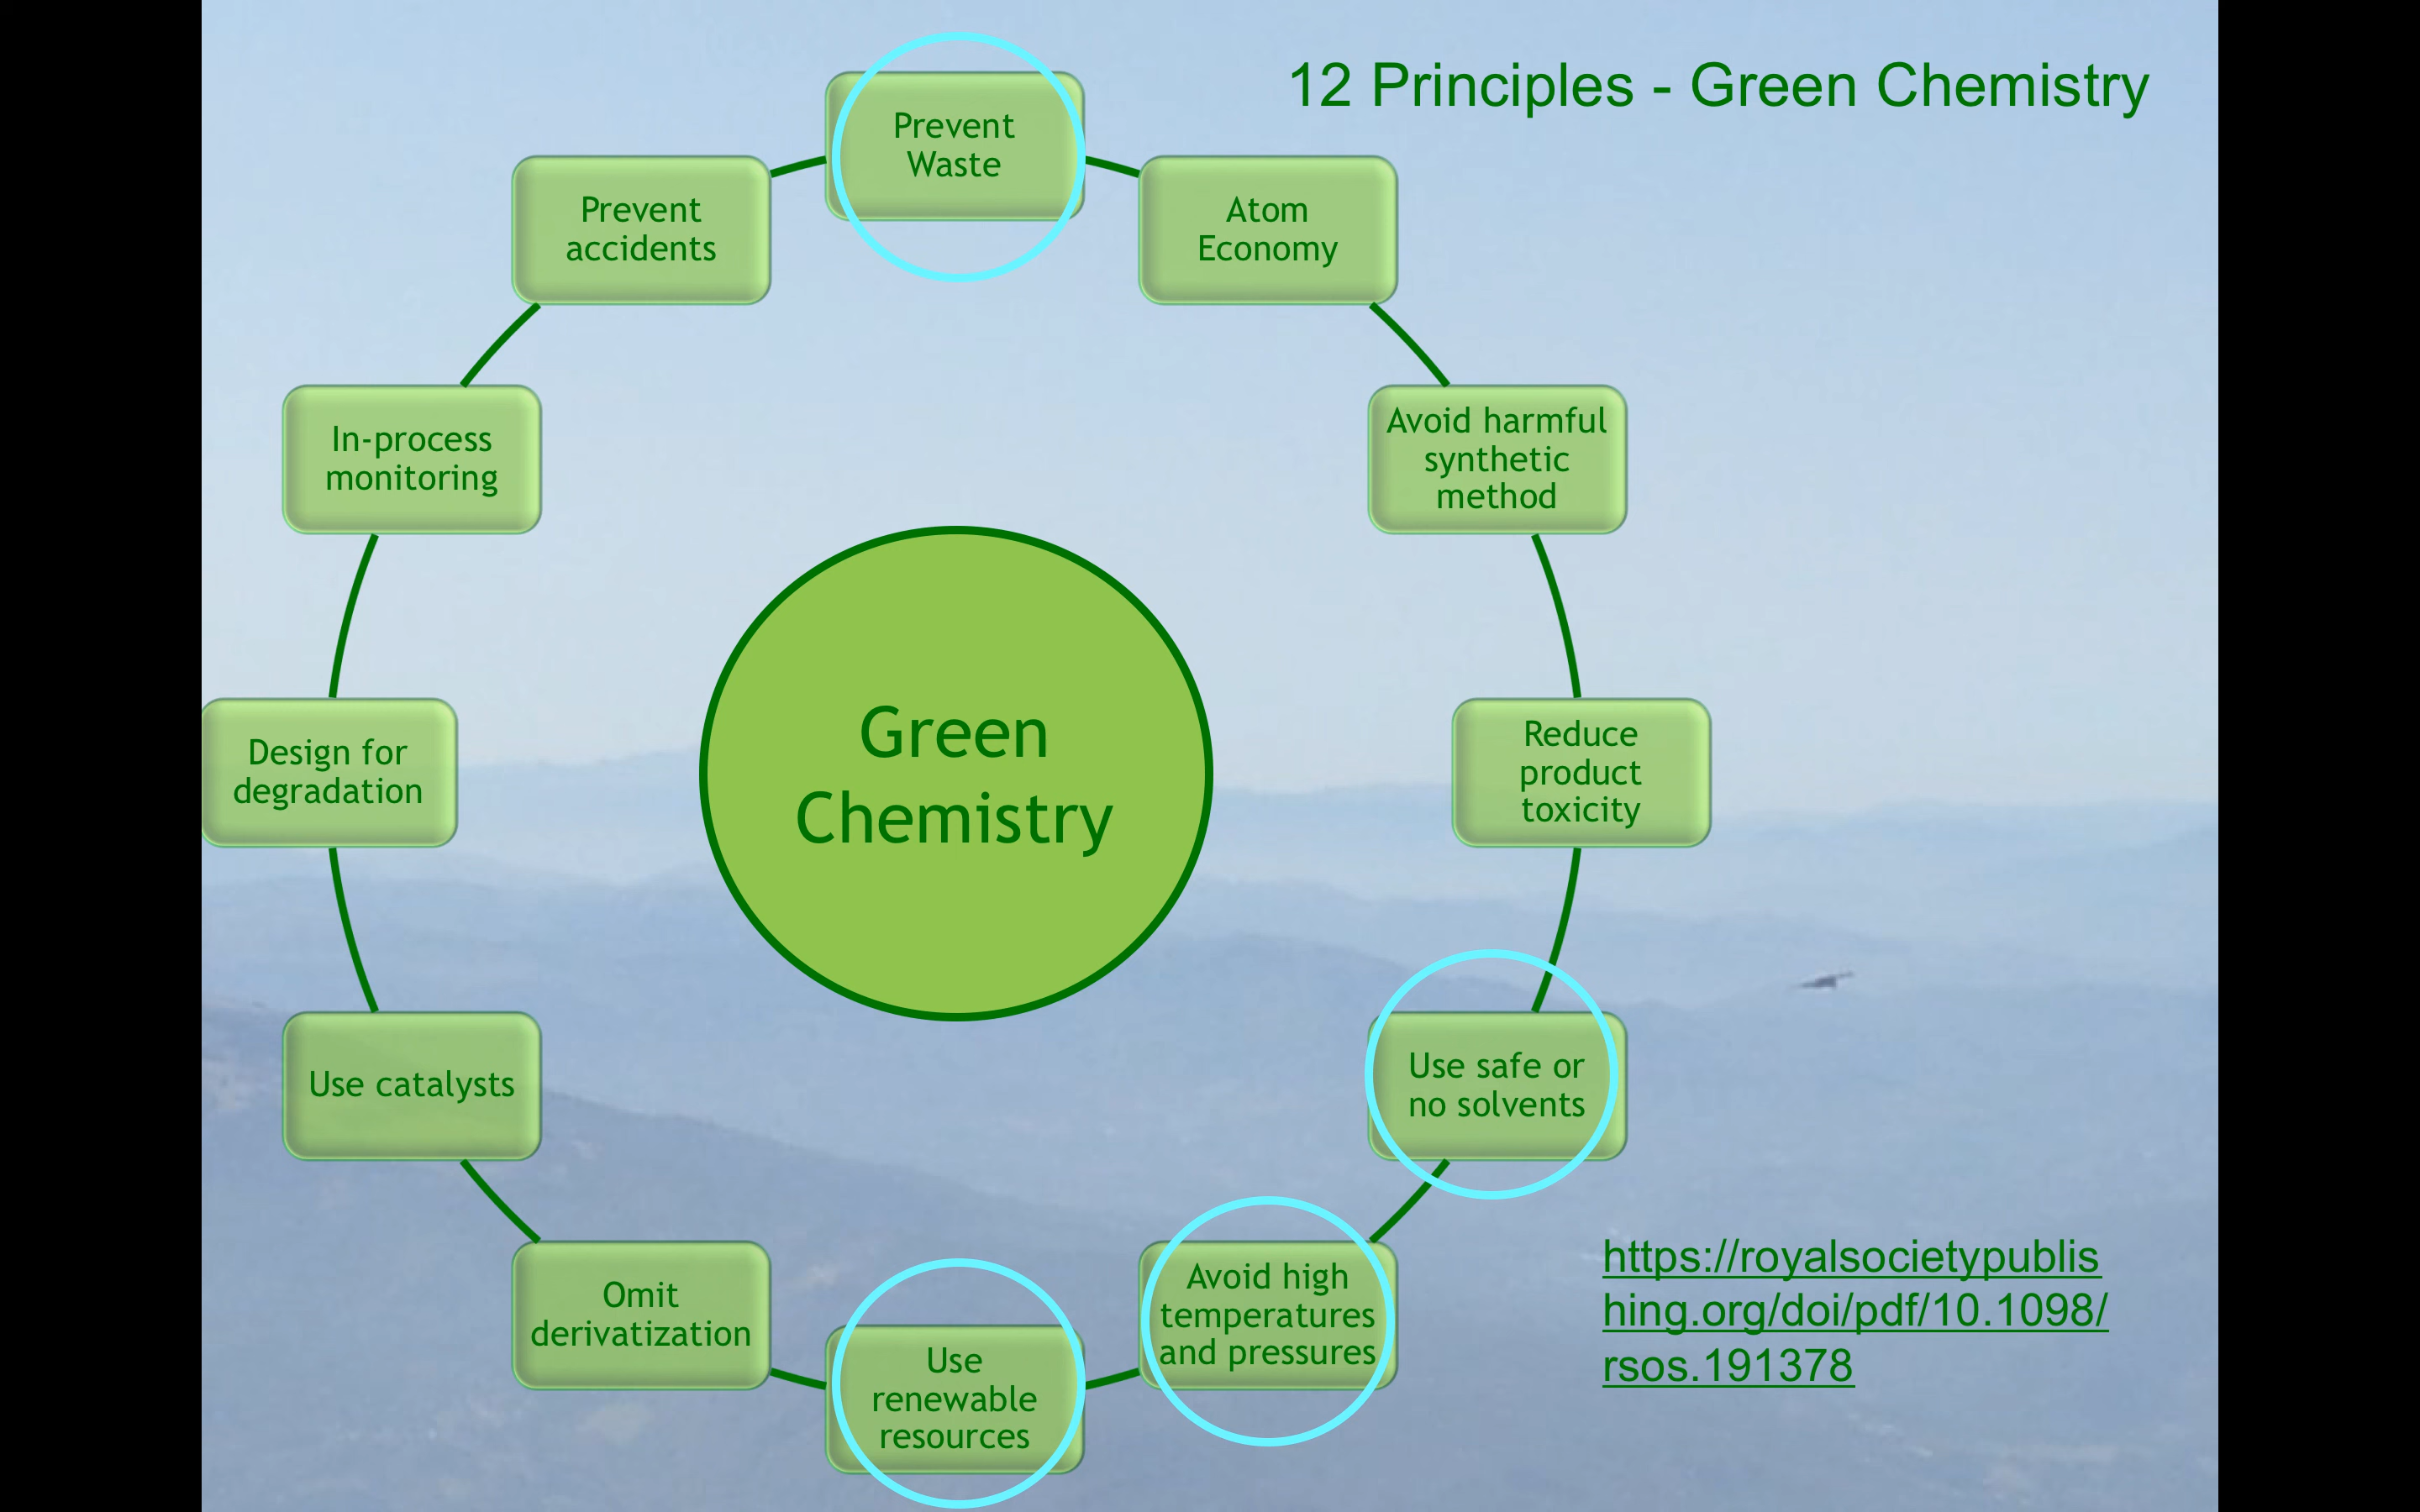 12 Principles - Green Chemistry
Prevent
Waste
Atom
Economy
Avoid harmful
synthetic
method
Reduce
product
toxicity
Use safe or
no solvents
Avoid high
temperatures
and pressures
Use
renewable
resources
Omit
derivatization
Use catalysts
Design for
degradation
In-process
monitoring
Prevent
accidents
Green
Chemistry
https://royalsocietypublis
hing.org/doi/pdf/10.1098/
rsos.191378